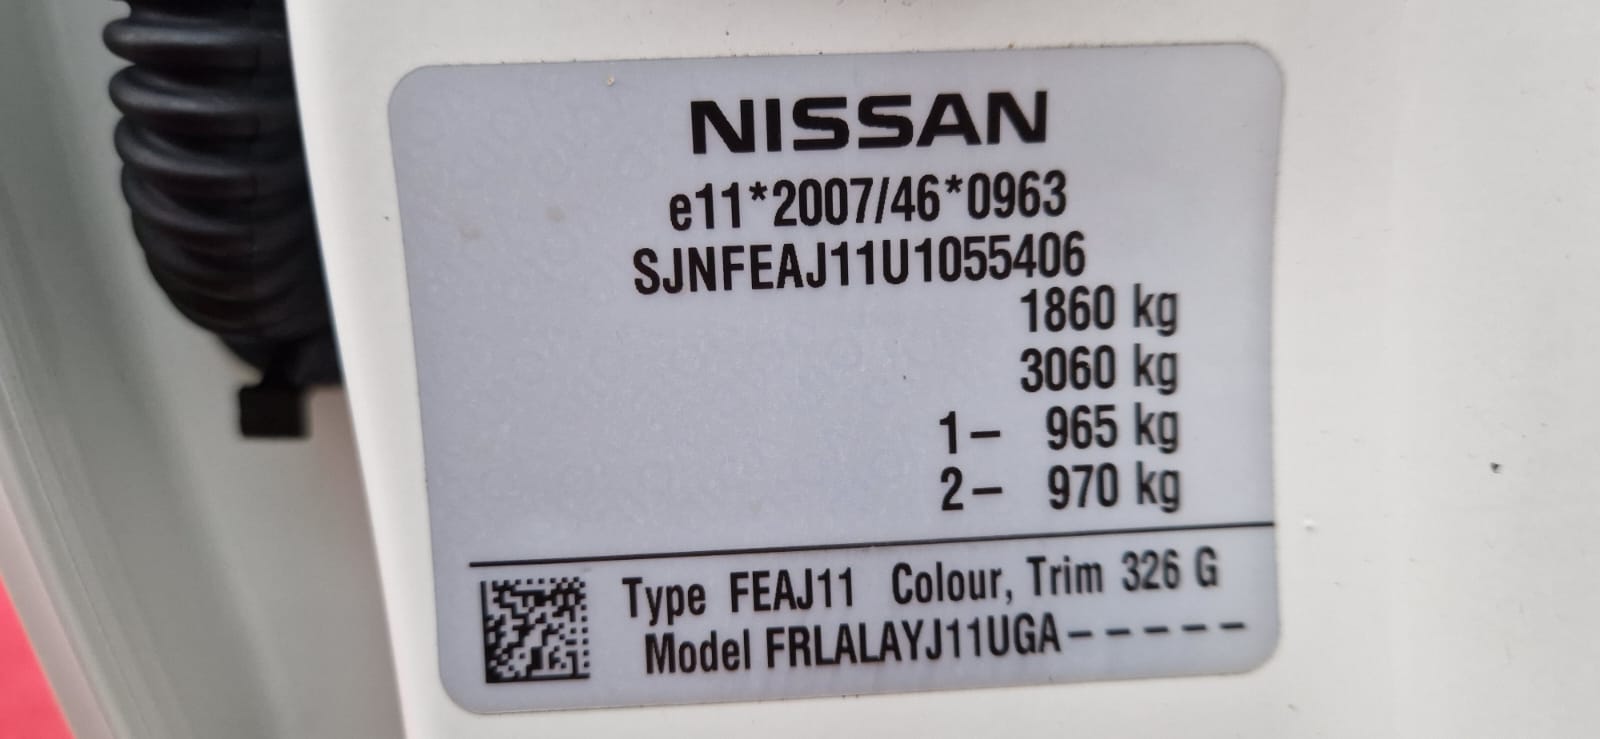 NISSAN
e11*2007/46*0963
SJNFEAJ11U1055406
1860 kg
3060 kg
1– 965 kg
2– 970 kg
Type FEAJ11 Colour, Trim 326 G
Model FRLALAYJ11UGA–––––